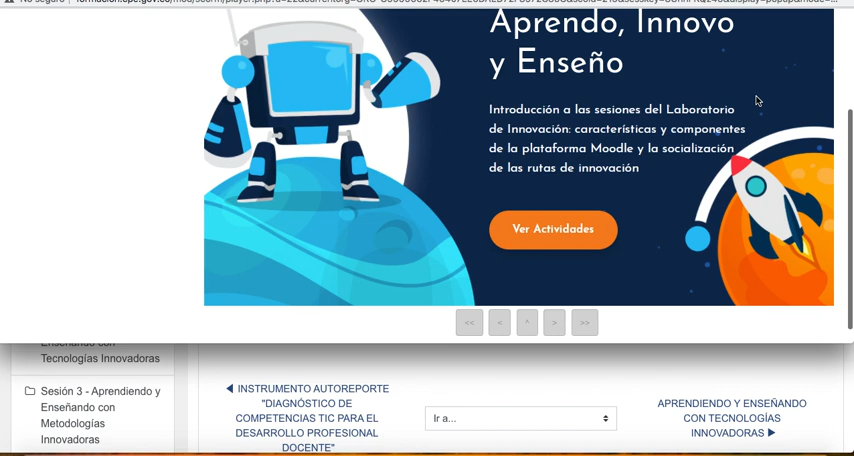 Aprendo, Innovo
y Enseño
Introducción a las sesiones del Laboratorio
de Innovación: características y componentes
de la plataforma Moodle y la socialización
de las rutas de innovación
Ver Actividades
<<
<
^
>
>>
Enseñando con
Tecnologías Innovadoras
Sesión 3 - Aprendiendo y
Enseñando con
Metodologías
Innovadoras
◀ INSTRUMENTO AUTOREPORTE
"DIAGNÓSTICO DE
COMPETENCIAS TIC PARA EL
DESARROLLO PROFESIONAL
DOCENTE"
Ir a...
APRENDIENDO Y ENSEÑANDO
CON TECNOLOGÍAS
INNOVADORAS ▶